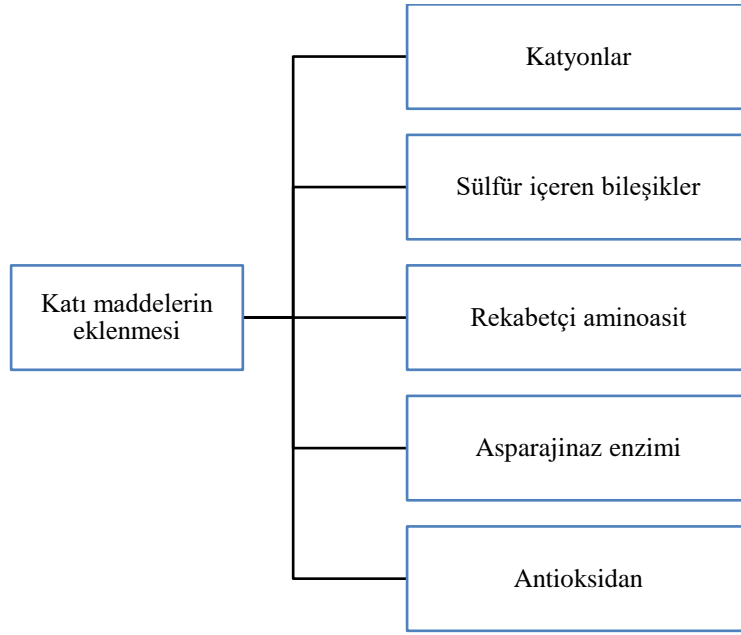 Katı maddelerin
eklenmesi
Katyonlar
Sülfür içeren bileşikler
Rekabetçi aminoasit
Asparajinaz enzimi
Antioksidan